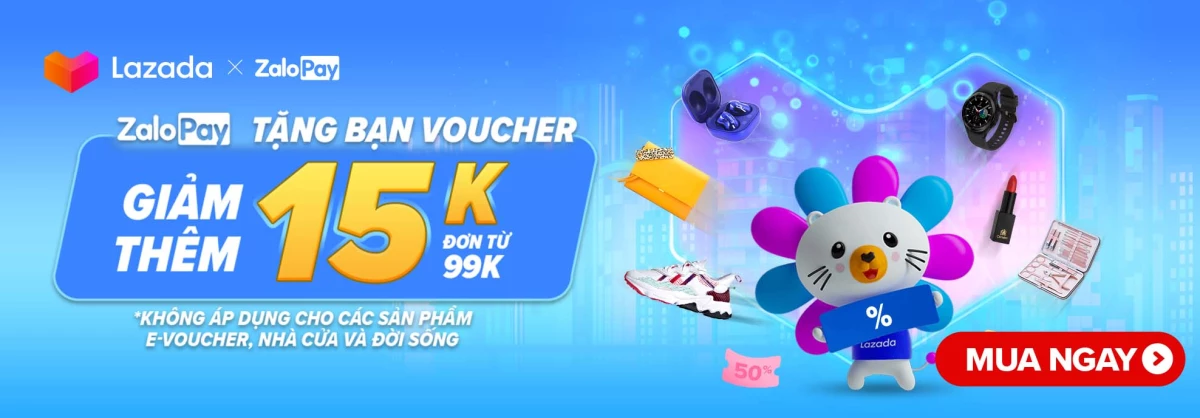 Lazada × ZaloPay
ZaloPay TẶNG BẠN VOUCHER
GIẢM THÊM
15K
ĐƠN TỪ
99K
*KHÔNG ÁP DỤNG CHO CÁC SẢN PHẨM
E-VOUCHER, NHÀ CỬA VÀ ĐỜI SỐNG
%
Lazada
50%
MUA NGAY